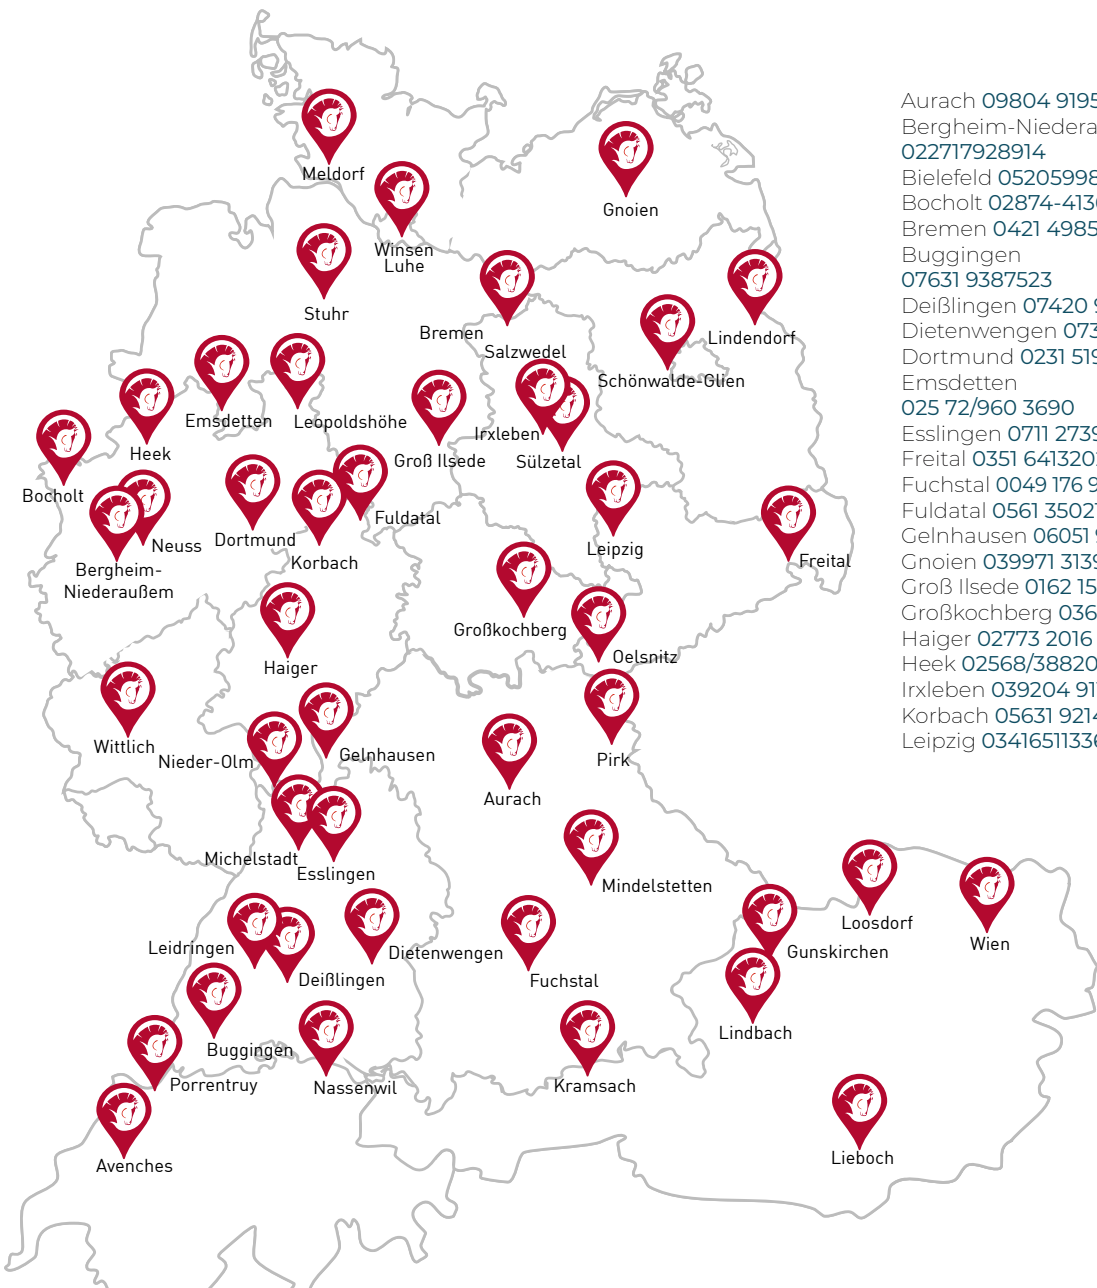 Meldorf
Gnoien
Winsen
Luhe
Stuhr
Bremen
Lindendorf
Salzwedel
Schönwalde-Glien
Emsdetten
Leopoldshöhe
Irxleben
Heek
Groß Ilsede
Sülzetal
Bocholt
Fuldatal
Neuss
Dortmund
Leipzig
Korbach
Freital
Bergheim-
Niederaußem
Großkochberg
Oelsnitz
Haiger
Wittlich
Nieder-Olm
Gelnhausen
Pirk
Aurach
Michelstadt
Esslingen
Mindelstetten
Loosdorf
Wien
Leidringen
Dietenwengen
Gunskirchen
Deißlingen
Fuchstal
Lindbach
Buggingen
Porrentruy
Nassenwil
Kramsach
Avenches
Lieboch
Aurach 09804 9195
Bergheim-Niedera
022717928914
Bielefeld 05205998
Bocholt 02874-413
Bremen 0421 4985
Buggingen
07631 9387523
Deißlingen 07420 9
Dietenwengen 073
Dortmund 0231 519
Emsdetten
025 72/960 3690
Esslingen 0711 2739
Freital 0351 641320
Fuchstal 0049 176 9
Fuldatal 0561 35021
Gelnhausen 06051 9
Gnoien 039971 3139
Groß Ilsede 0162 15
Großkochberg 036
Haiger 02773 2016
Heek 02568/38820
Irxleben 039204 91
Korbach 05631 9214
Leipzig 03416511336